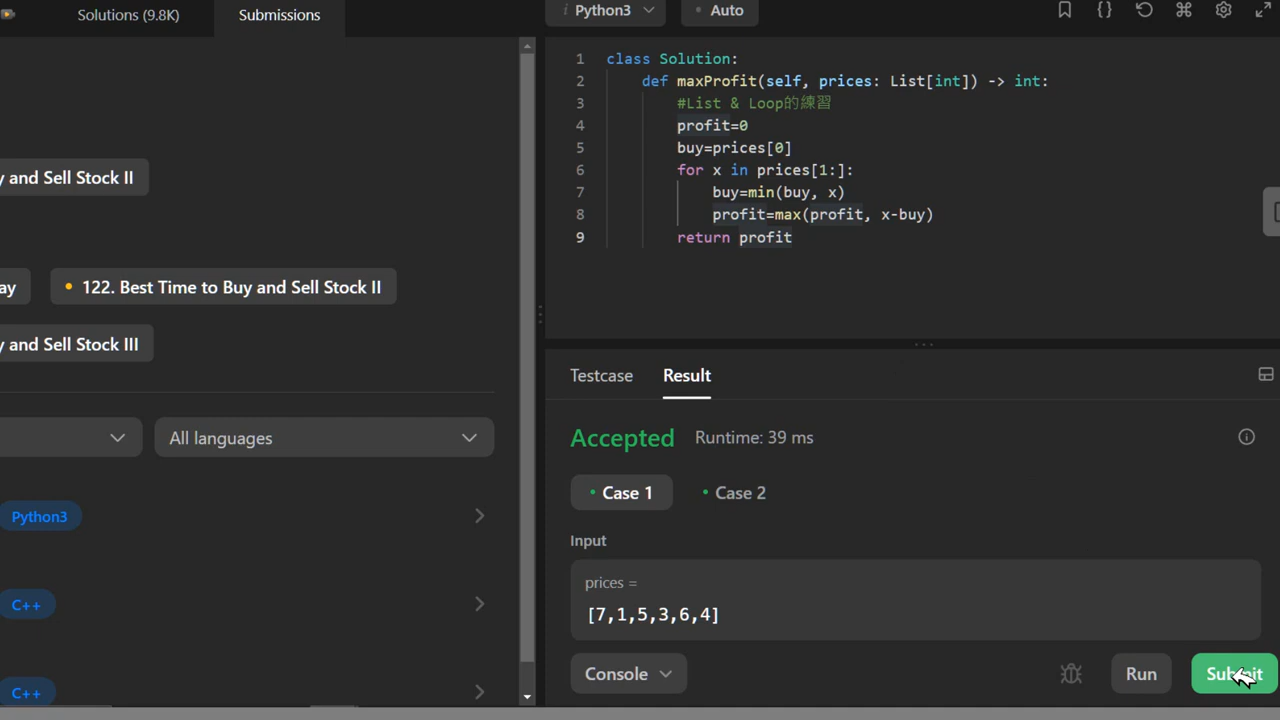 Solutions (9.8K)
Submissions
y and Sell Stock II
ay
122. Best Time to Buy and Sell Stock II
y and Sell Stock III
All languages
Python3
C++
C++
i Python3
Auto
1 class Solution:
2 def maxProfit(self, prices: List[int]) -> int:
3 #List & Loop的練習
4 profit=0
5 buy=prices[0]
6 for x in prices[1:]:
7 buy=min(buy, x)
8 profit=max(profit, x-buy)
9 return profit
Testcase
Result
Accepted Runtime: 39 ms
Case 1
Case 2
Input
prices =
[7,1,5,3,6,4]
Console
Run
Submit